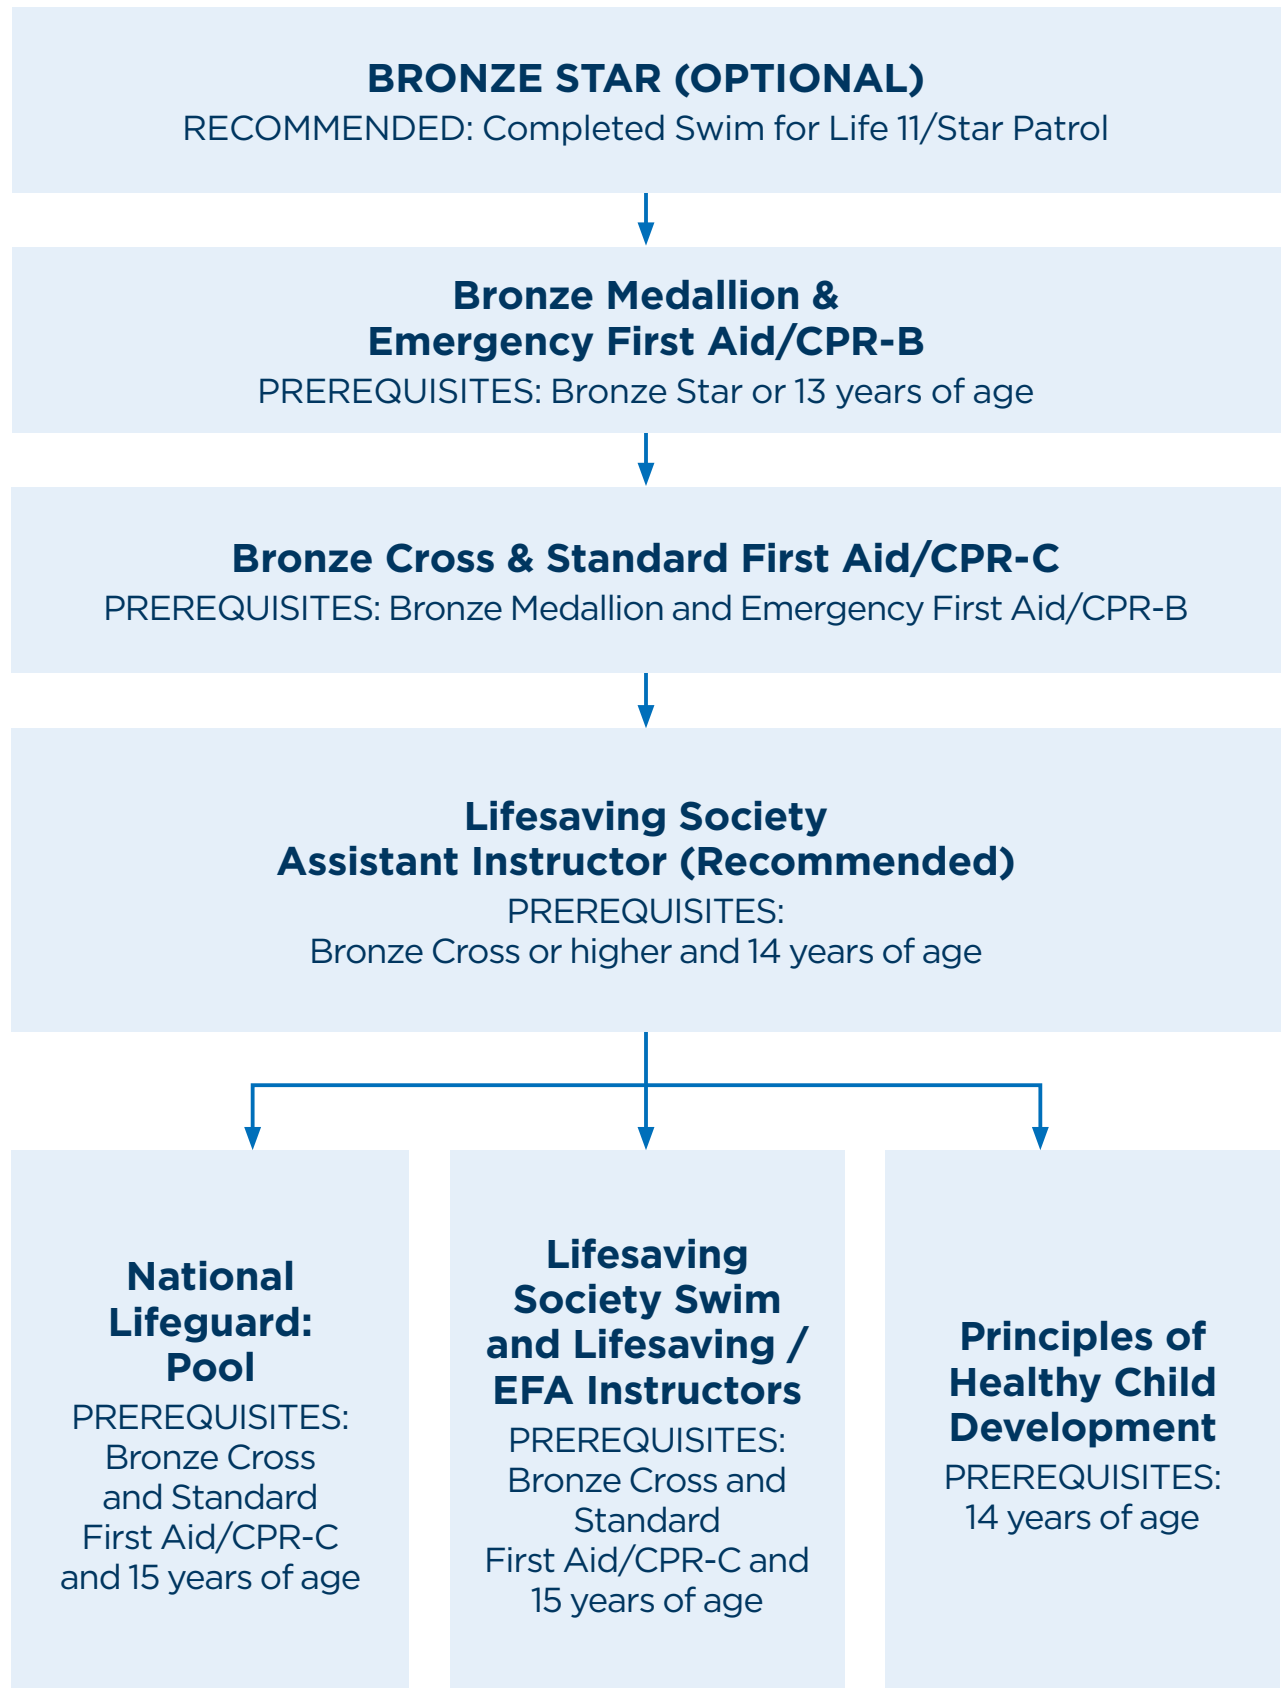 BRONZE STAR (OPTIONAL)
RECOMMENDED: Completed Swim for Life 11/Star Patrol
Bronze Medallion &
Emergency First Aid/CPR-B
PREREQUISITES: Bronze Star or 13 years of age
Bronze Cross & Standard First Aid/CPR-C
PREREQUISITES: Bronze Medallion and Emergency First Aid/CPR-B
Lifesaving Society
Assistant Instructor (Recommended)
PREREQUISITES:
Bronze Cross or higher and 14 years of age
National
Lifeguard:
Pool
PREREQUISITES:
Bronze Cross
and Standard
First Aid/CPR-C
and 15 years of age
Lifesaving
Society Swim
and Lifesaving /
EFA Instructors
PREREQUISITES:
Bronze Cross and
Standard
First Aid/CPR-C and
15 years of age
Principles of
Healthy Child
Development
PREREQUISITES:
14 years of age